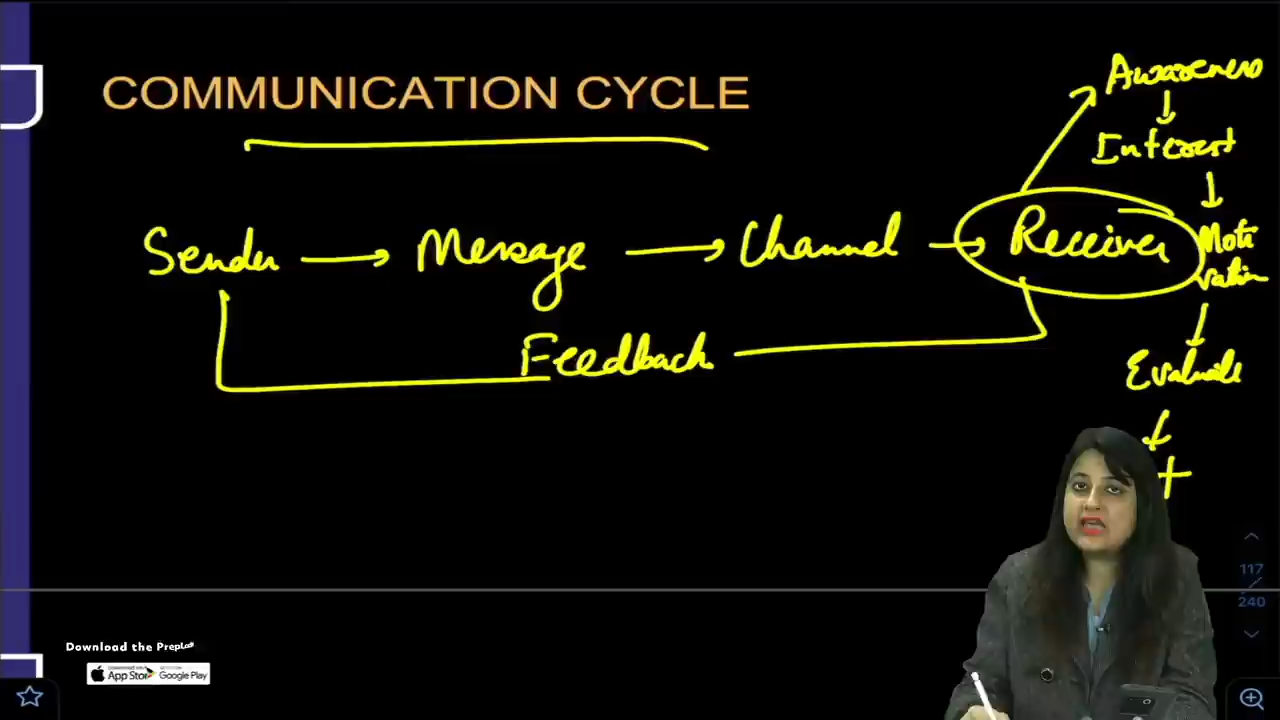 COMMUNICATION CYCLE
Awareness
Interest
Sender → Message → Channel → Receiver
Moti
vation
Feedback
Evaluate
+
117
240
Download the PrepLa
App Store Google Play